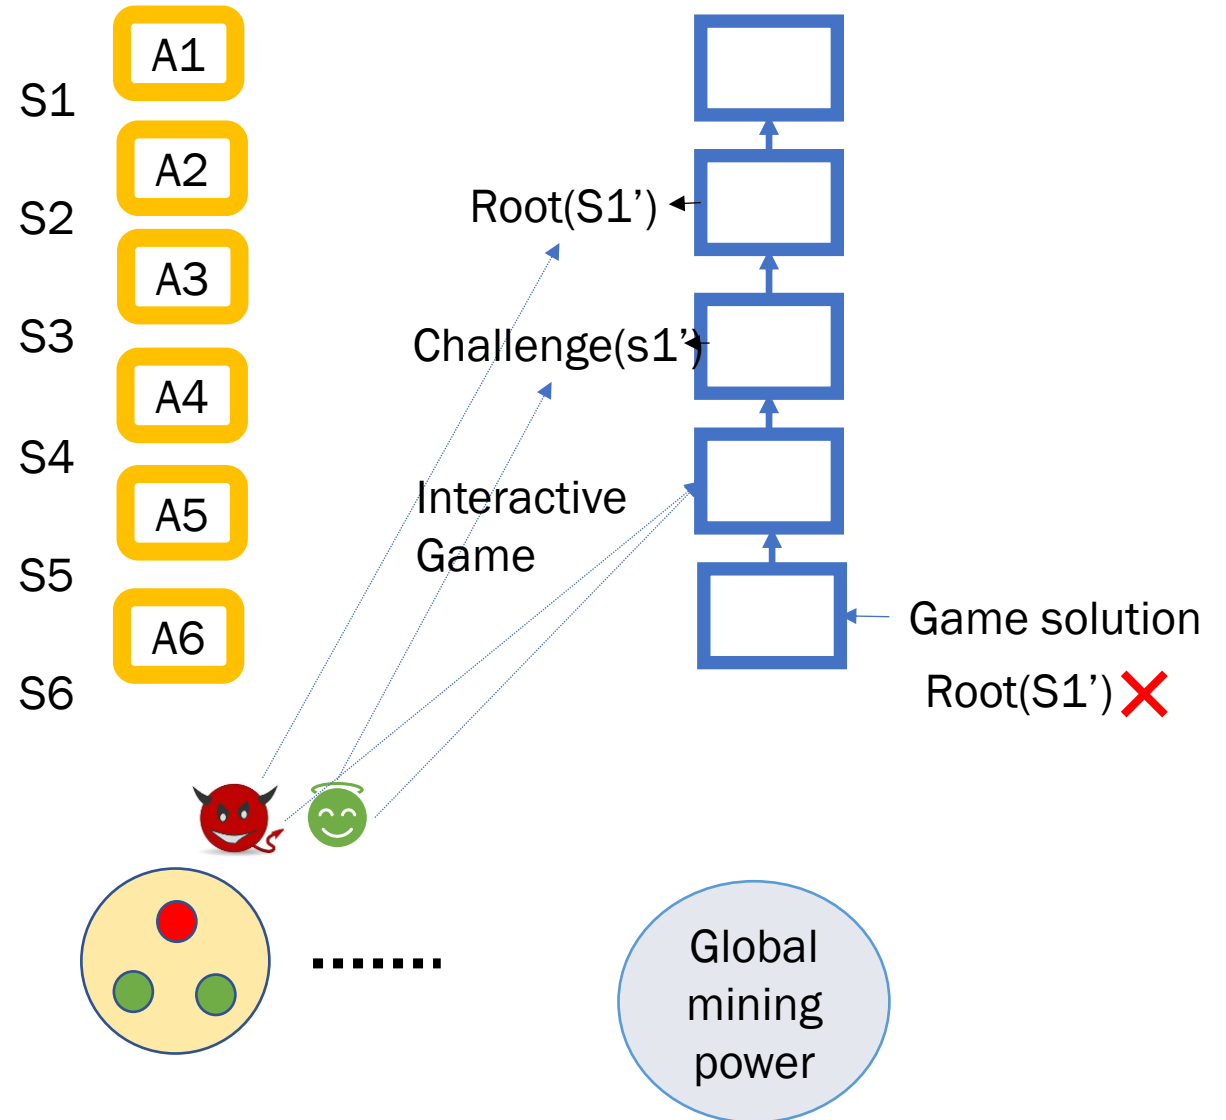 A1
S1
A2
S2
A3
S3
A4
S4
A5
S5
A6
S6
Root(S1’)
Challenge(s1’)
Interactive
Game
Game solution
Root(S1’)
Global
mining
power